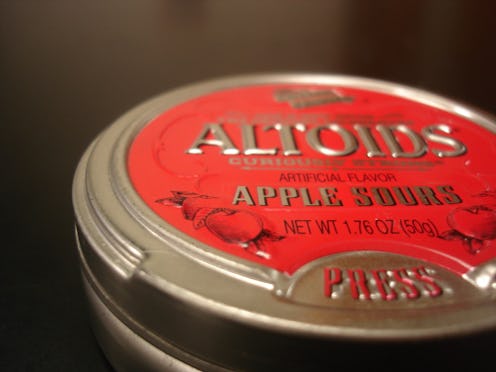 ALTOIDS
CURIOUSLY STRONG
ARTIFICIAL FLAVOR
APPLE SOURS
NET WT 1.76 OZ (50g)
PRESS